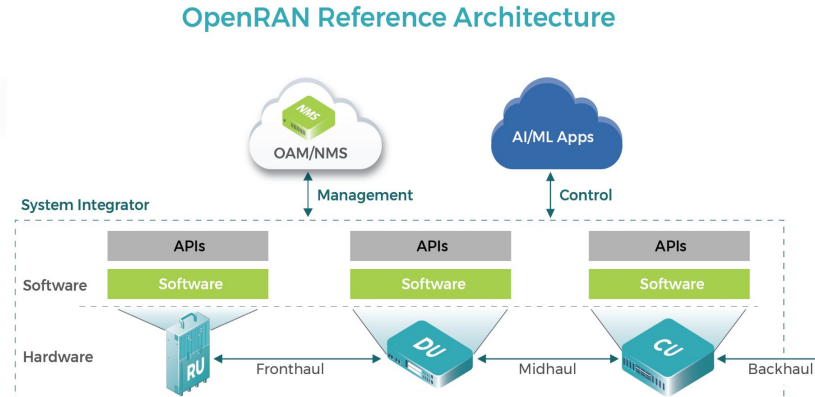 OpenRAN Reference Architecture
NMS
OAM/NMS
AI/ML Apps
Management
Control
System Integrator
APIs
APIs
APIs
Software
Software
Software
Software
Hardware
RU
Fronthaul
DU
Midhaul
CU
Backhaul